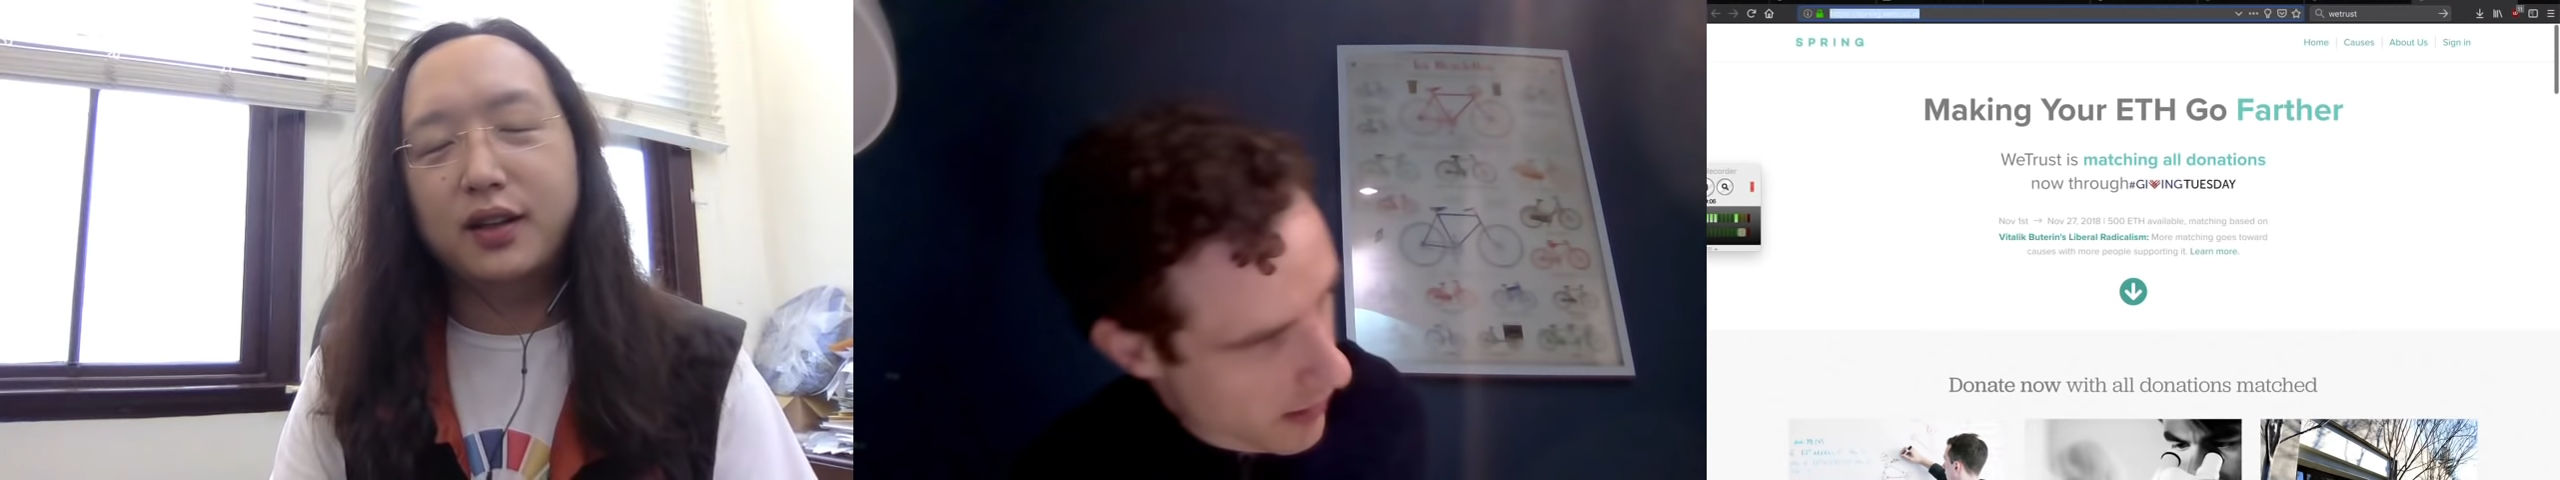 wetrust
SPRING
Home
Causes
About Us
Sign in
Making Your ETH Go Farther
WeTrust is matching all donations
now through #GIVINGTUESDAY
Nov 1st → Nov 27, 2018 | 500 ETH available, matching based on
Vitalik Buterin's Liberal Radicalism: More matching goes toward
causes with more people supporting it. Learn more.
Donate now with all donations matched